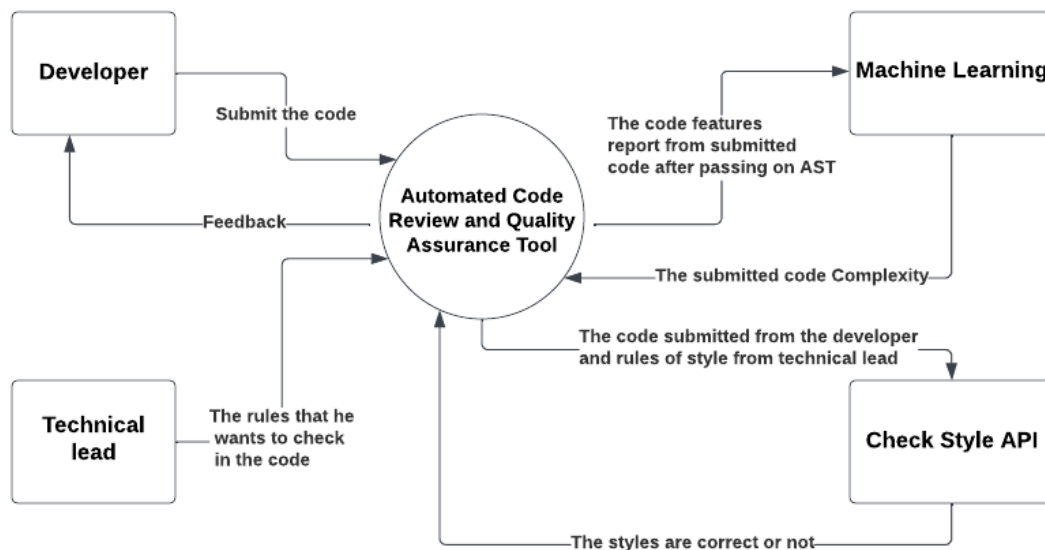 Developer
Machine Learning
Submit the code
The code features
report from submitted
code after passing on AST
Automated Code
Review and Quality
Assurance Tool
Feedback
The submitted code Complexity
The code submitted from the developer
and rules of style from technical lead
Technical
lead
The rules that he
wants to check
in the code
Check Style API
The styles are correct or not